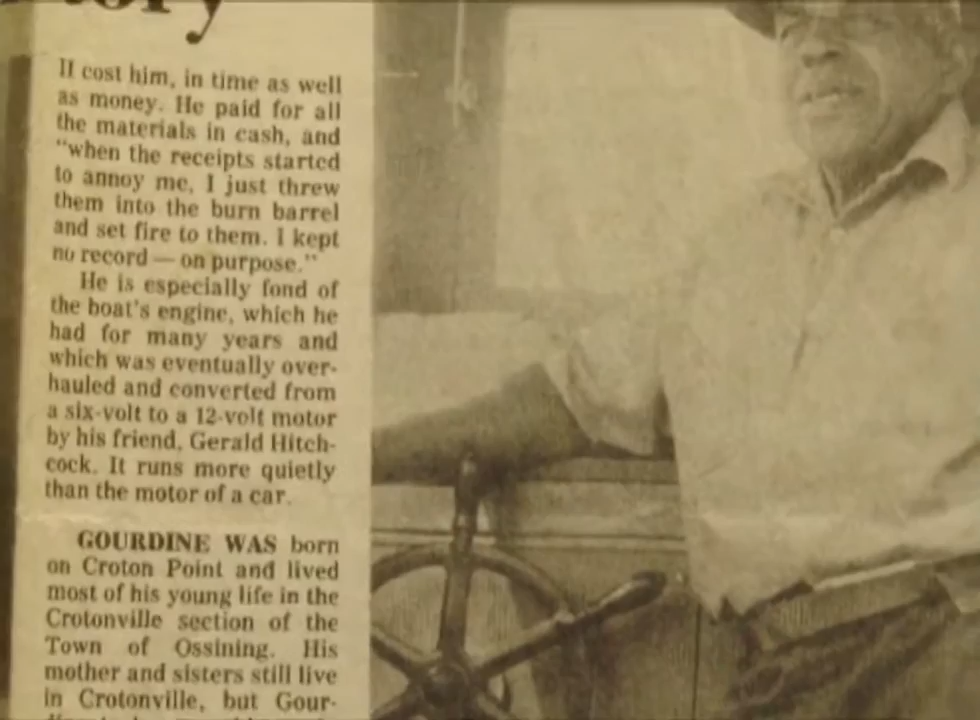 tory
II cost him, in time as well
as money. He paid for all
the materials in cash, and
"when the receipts started
to annoy me, I just threw
them into the burn barrel
and set fire to them. I kept
no record — on purpose."
He is especially fond of
the boat's engine, which he
had for many years and
which was eventually over-
hauled and converted from
a six-volt to a 12-volt motor
by his friend, Gerald Hitch-
cock. It runs more quietly
than the motor of a car.
GOURDINE WAS born
on Croton Point and lived
most of his young life in the
Crotonville section of the
Town of Ossining. His
mother and sisters still live
in Crotonville, but Gour-